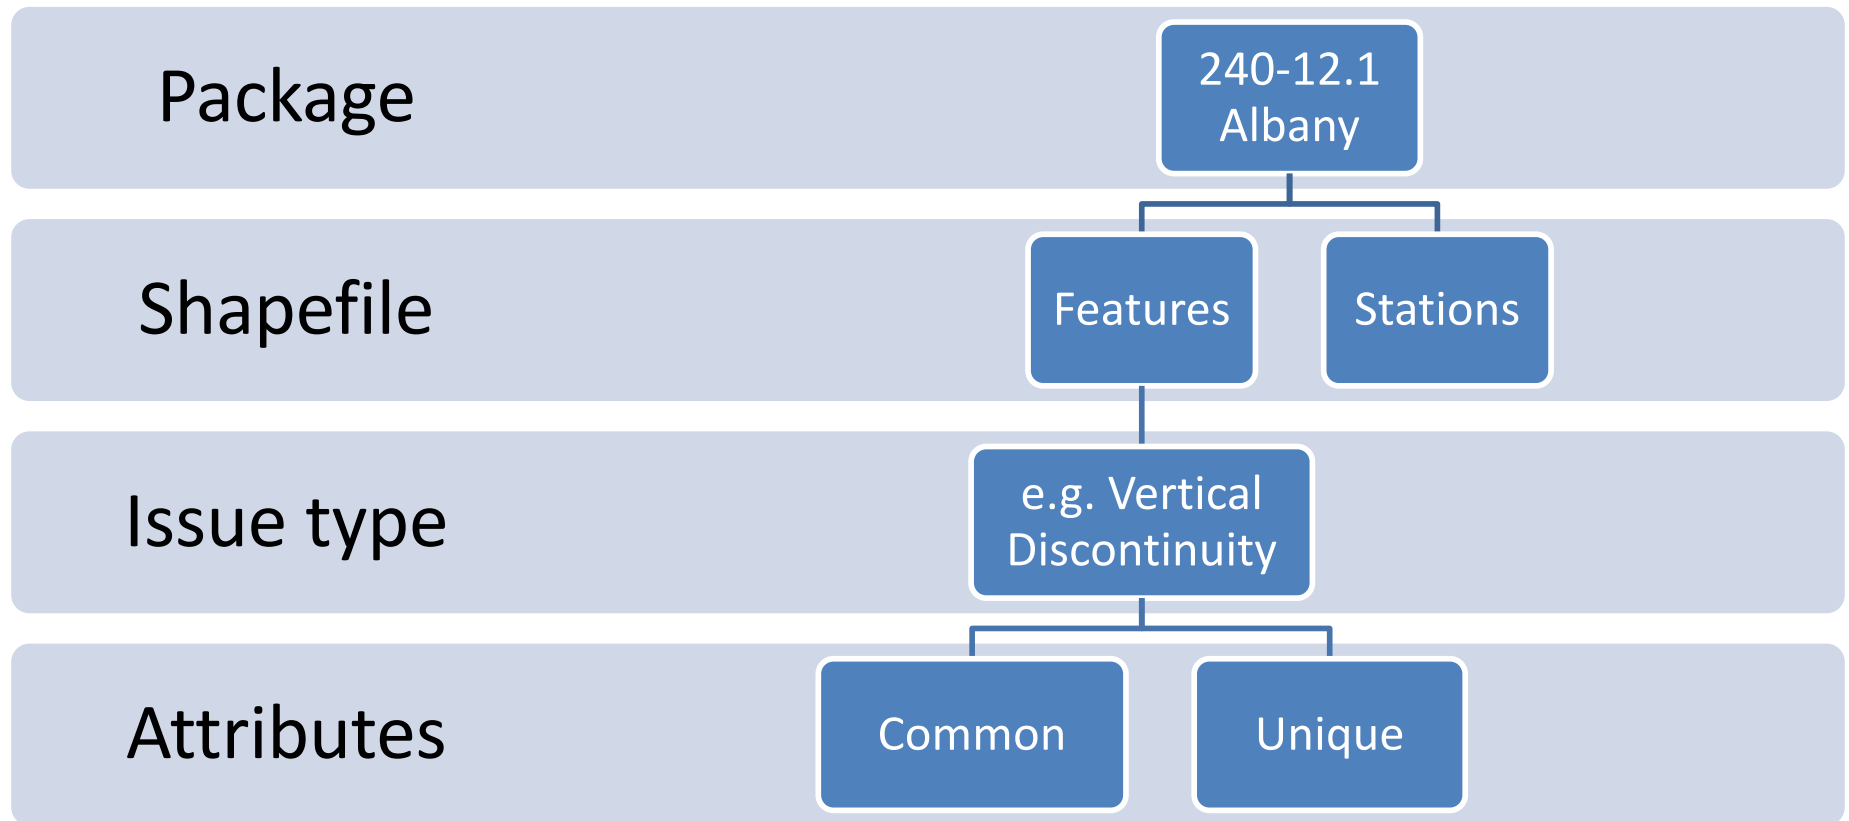 Package
240-12.1
Albany
Shapefile
Features
Stations
Issue type
e.g. Vertical
Discontinuity
Attributes
Common
Unique